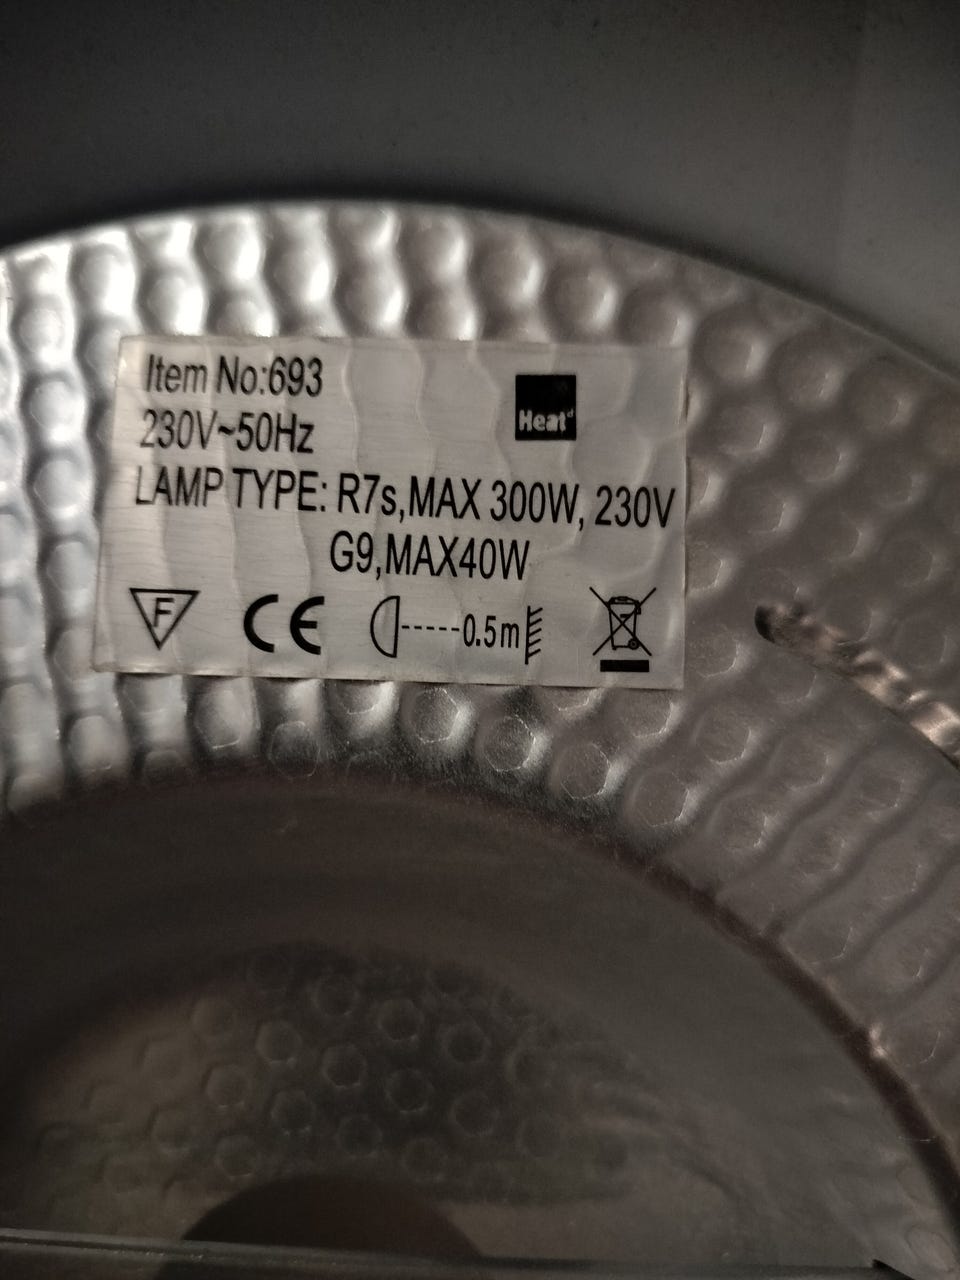 Item No:693
Heat
230V~50Hz
LAMP TYPE: R7s,MAX 300W, 230V
G9,MAX40W
F
CE
0.5m